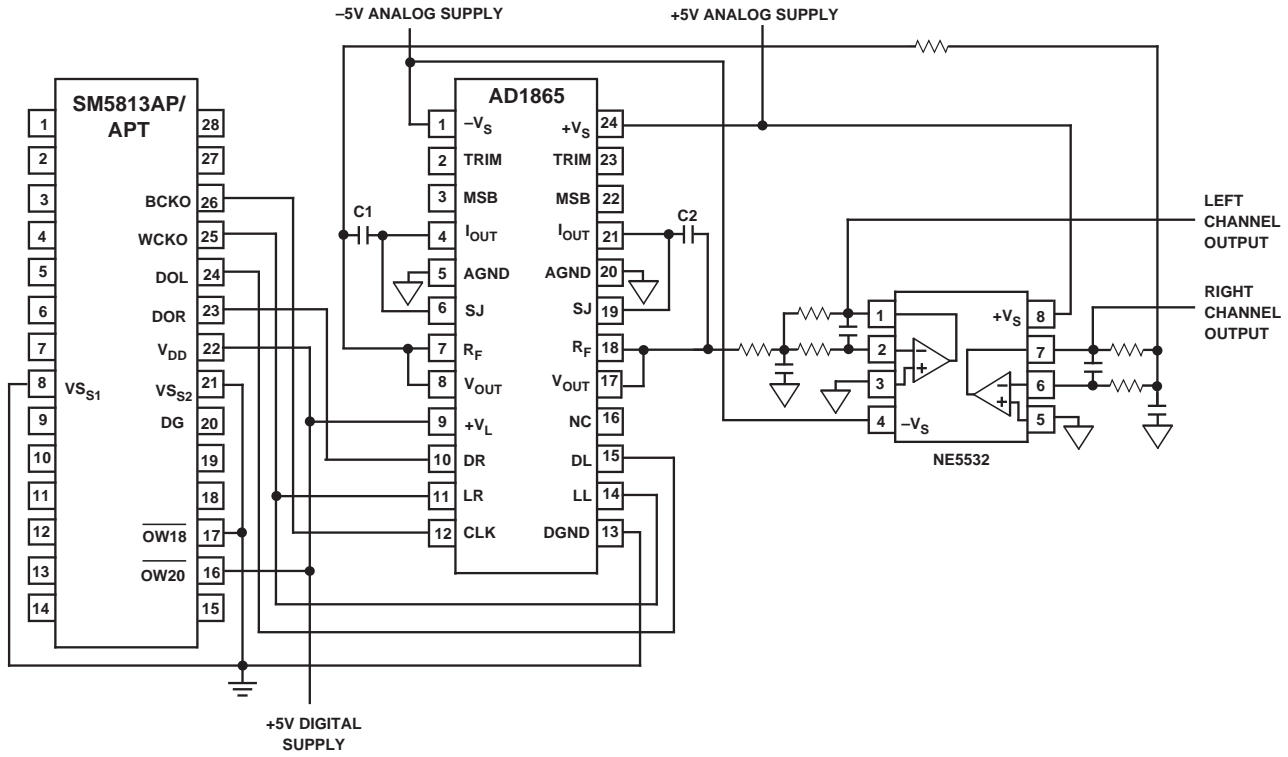 –5V ANALOG SUPPLY
+5V ANALOG SUPPLY
SM5813AP/
APT
1
2
3
4
5
6
7
8 VSS1
9
10
11
12
13
14
28
27
BCKO 26
WCKO 25
DOL 24
DOR 23
VDD 22
VSS2 21
DG 20
19
18
OW18 17
OW20 16
15
C1
AD1865
1 –VS
2 TRIM
3 MSB
4 IOUT
5 AGND
6 SJ
7 RF
8 VOUT
9 +VL
10 DR
11 LR
12 CLK
+VS 24
TRIM 23
MSB 22
IOUT 21
AGND 20
SJ 19
RF 18
VOUT 17
NC 16
DL 15
LL 14
DGND 13
C2
LEFT
CHANNEL
OUTPUT
RIGHT
CHANNEL
OUTPUT
1
2 –
3 +
4 –VS
+VS 8
7
– 6
+ 5
NE5532
+5V DIGITAL
SUPPLY